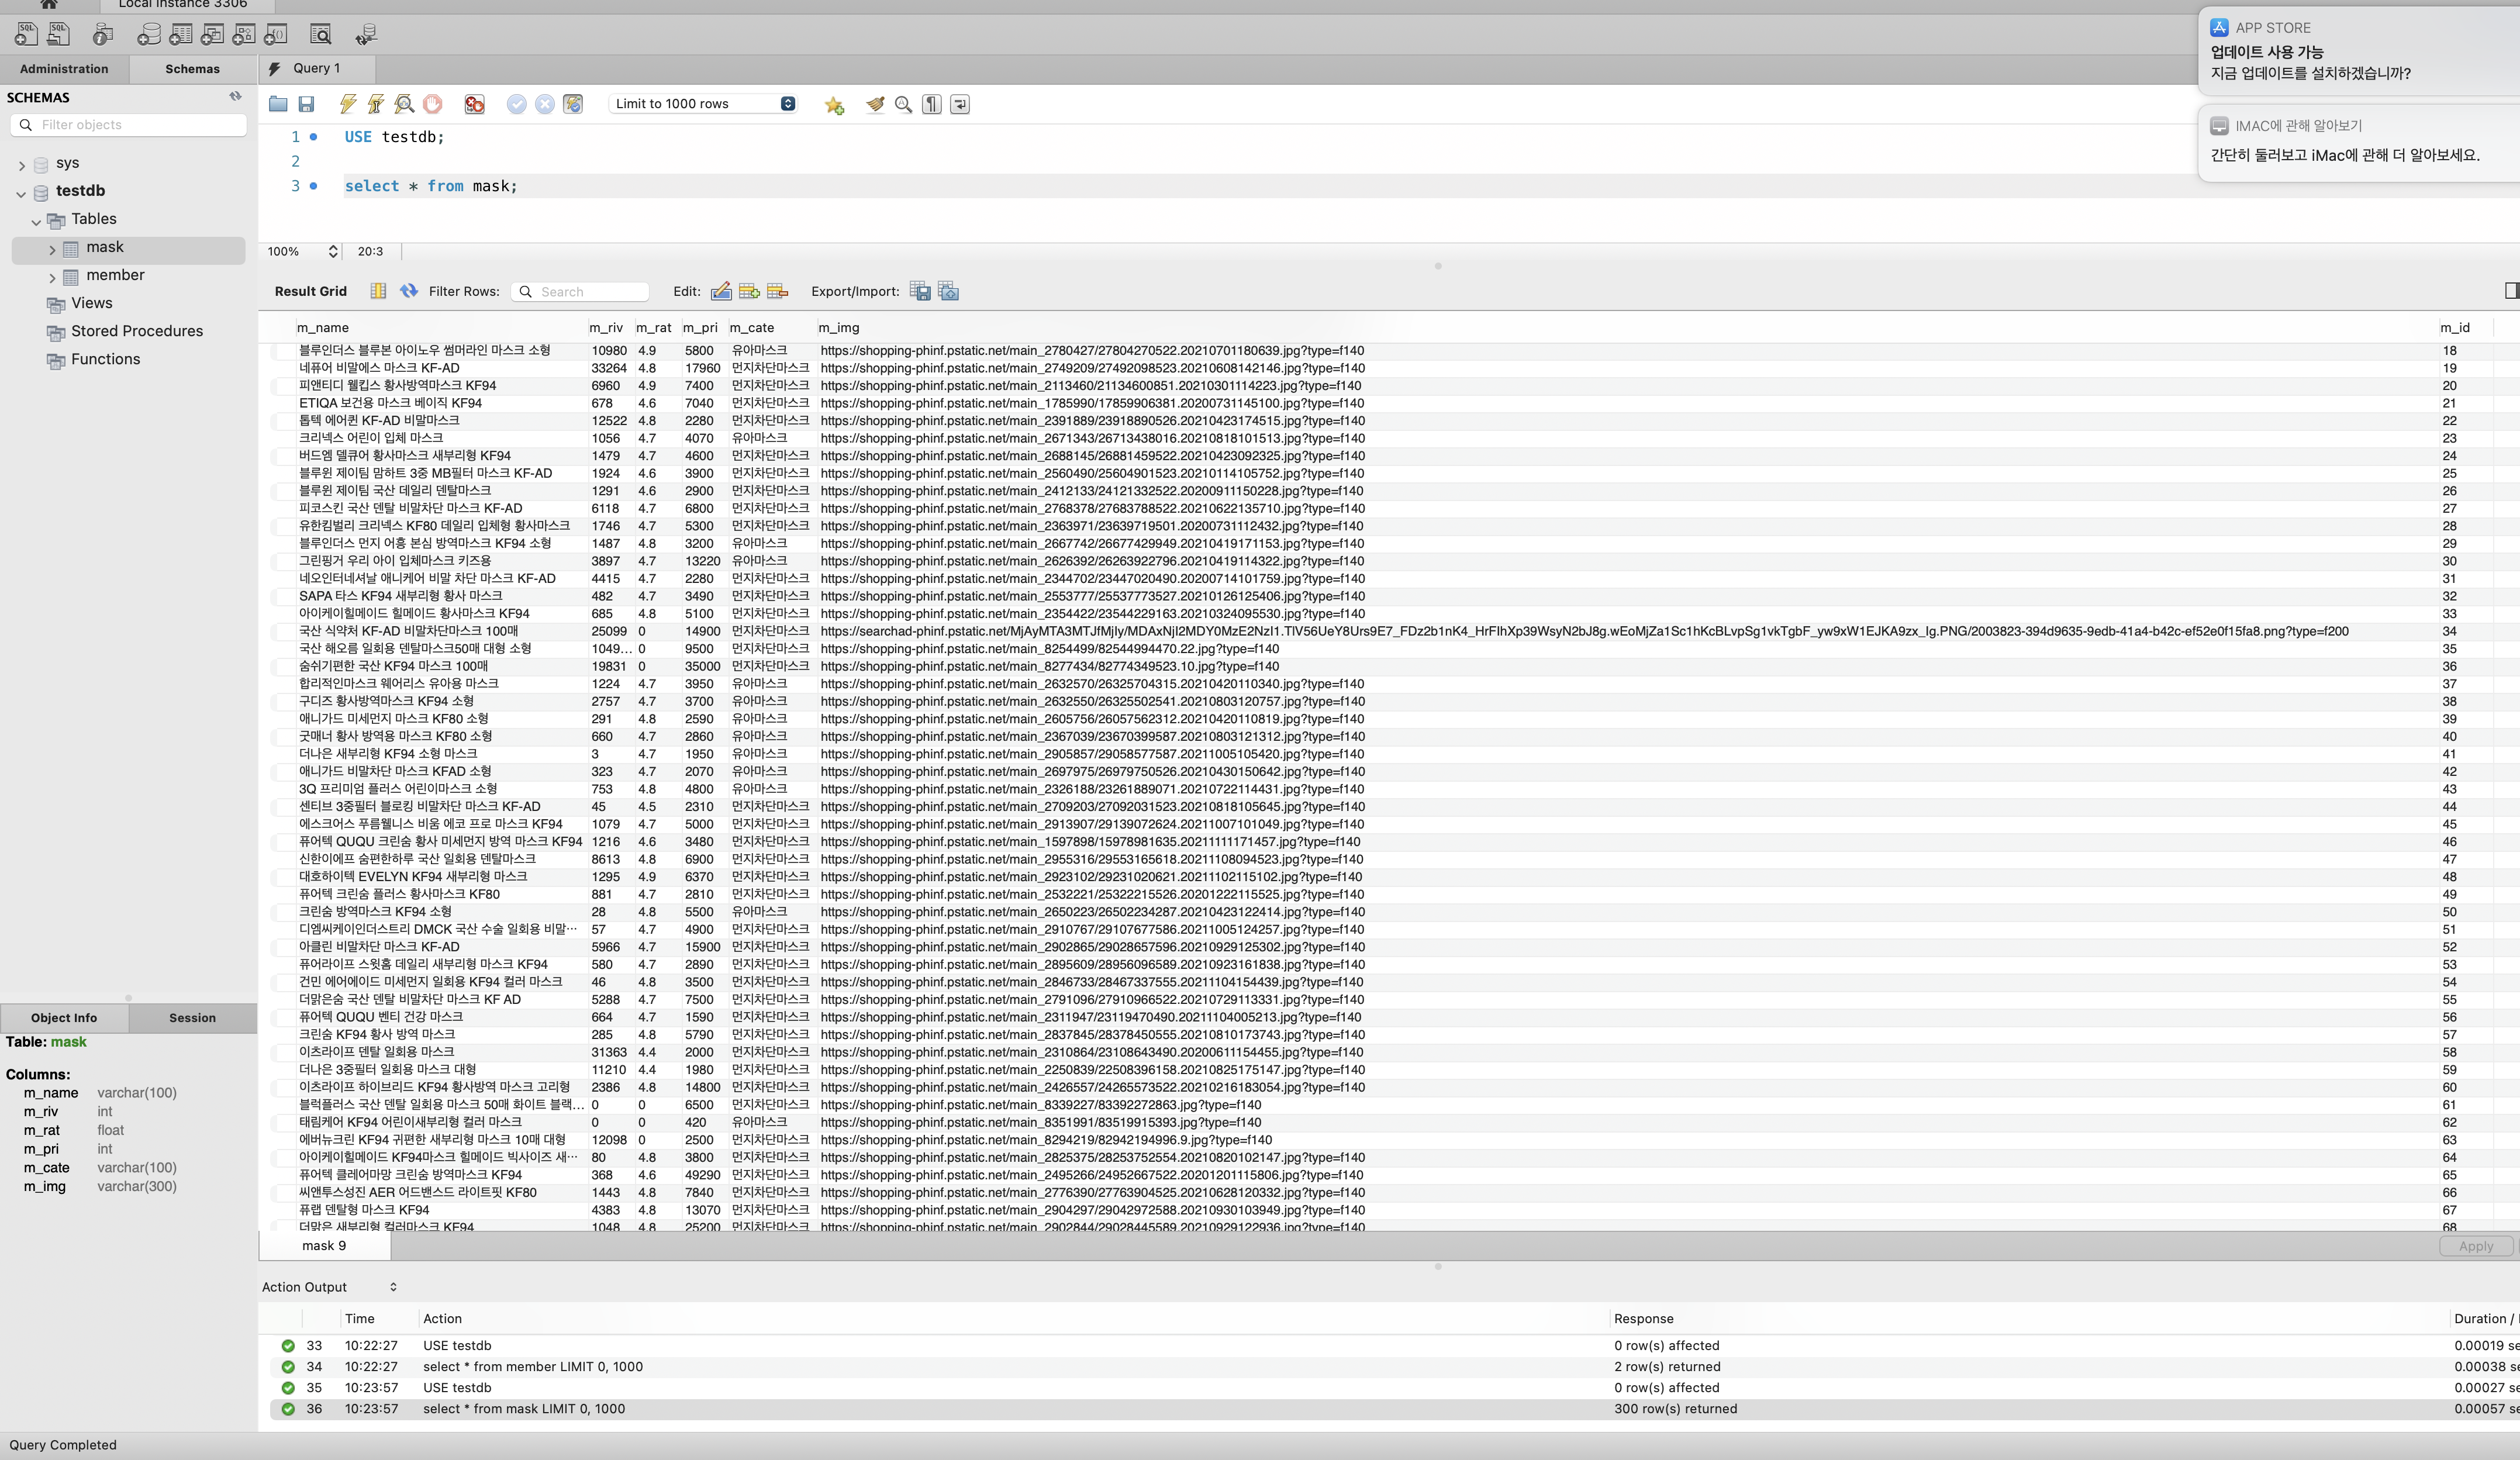 Local instance 3306
Administration Schemas
Query 1
SCHEMAS
Filter objects
sys
testdb
Tables
mask
member
Views
Stored Procedures
Functions
Limit to 1000 rows
1 USE testdb;
2
3 select * from mask;
100% 20:3
APP STORE
업데이트 사용 가능
지금 업데이트를 설치하겠습니까?
IMAC에 관해 알아보기
간단히 둘러보고 iMac에 관해 더 알아보세요.
Result Grid Filter Rows: Search Edit: Export/Import:
m_name m_riv m_rat m_pri m_cate m_img m_id
블루인더스 블루본 아이노우 썸머라인 마스크 소형 10980 4.9 5800 유아마스크 https://shopping-phinf.pstatic.net/main_2780427/27804270522.20210701180639.jpg?type=f140 18
네퓨어 비말에스 마스크 KF-AD 33264 4.8 17960 먼지차단마스크 https://shopping-phinf.pstatic.net/main_2749209/27492098523.20210608142146.jpg?type=f140 19
피앤티디 웰킵스 황사방역마스크 KF94 6960 4.9 7400 먼지차단마스크 https://shopping-phinf.pstatic.net/main_2113460/21134600851.20210301114223.jpg?type=f140 20
ETIQA 보건용 마스크 베이직 KF94 678 4.6 7040 먼지차단마스크 https://shopping-phinf.pstatic.net/main_1785990/17859906381.20200731145100.jpg?type=f140 21
톱텍 에어퀸 KF-AD 비말마스크 12522 4.8 2280 먼지차단마스크 https://shopping-phinf.pstatic.net/main_2391889/23918890526.20210423174515.jpg?type=f140 22
크리넥스 어린이 입체 마스크 1056 4.7 4070 유아마스크 https://shopping-phinf.pstatic.net/main_2671343/26713438016.20210818101513.jpg?type=f140 23
버드엠 델큐어 황사마스크 새부리형 KF94 1479 4.7 4600 먼지차단마스크 https://shopping-phinf.pstatic.net/main_2688145/26881459522.20210423092325.jpg?type=f140 24
블루윈 제이팀 맘하트 3중 MB필터 마스크 KF-AD 1924 4.6 3900 먼지차단마스크 https://shopping-phinf.pstatic.net/main_2560490/25604901523.20210114105752.jpg?type=f140 25
블루윈 제이팀 국산 데일리 덴탈마스크 1291 4.6 2900 먼지차단마스크 https://shopping-phinf.pstatic.net/main_2412133/24121332522.20200911150228.jpg?type=f140 26
피코스킨 국산 덴탈 비말차단 마스크 KF-AD 6118 4.7 6800 먼지차단마스크 https://shopping-phinf.pstatic.net/main_2768378/27683788522.20210622135710.jpg?type=f140 27
유한킴벌리 크리넥스 KF80 데일리 입체형 황사마스크 1746 4.7 5300 먼지차단마스크 https://shopping-phinf.pstatic.net/main_2363971/23639719501.20200731112432.jpg?type=f140 28
블루인더스 먼지 어흥 본심 방역마스크 KF94 소형 1487 4.8 3200 유아마스크 https://shopping-phinf.pstatic.net/main_2667742/26677429949.20210419171153.jpg?type=f140 29
그린핑거 우리 아이 입체마스크 키즈용 3897 4.7 13220 유아마스크 https://shopping-phinf.pstatic.net/main_2626392/26263922796.20210419114322.jpg?type=f140 30
네오인터네셔날 애니케어 비말 차단 마스크 KF-AD 4415 4.7 2280 먼지차단마스크 https://shopping-phinf.pstatic.net/main_2344702/23447020490.20200714101759.jpg?type=f140 31
SAPA 타스 KF94 새부리형 황사 마스크 482 4.7 3490 먼지차단마스크 https://shopping-phinf.pstatic.net/main_2553777/25537773527.20210126125406.jpg?type=f140 32
아이케이힐메이드 힐메이드 황사마스크 KF94 685 4.8 5100 먼지차단마스크 https://shopping-phinf.pstatic.net/main_2354422/23544229163.20210324095530.jpg?type=f140 33
국산 식약처 KF-AD 비말차단마스크 100매 25099 0 14900 먼지차단마스크 https://searchad-phinf.pstatic.net/MjAyMTA3MTJfMjIy/MDAxNjI2MDY0MzE2NzI1.TlV56UeY8Urs9E7_FDz2b1nK4_HrFIhXp39WsyN2bJ8g.wEoMjZa1Sc1hKcBLvpSg1vkTgbF_yw9xW1EJKA9zx_Ig.PNG/2003823-394d9635-9edb-41a4-b42c-ef52e0f15fa8.png?type=f200 34
국산 해오름 일회용 덴탈마스크50매 대형 소형 1049... 0 9500 먼지차단마스크 https://shopping-phinf.pstatic.net/main_8254499/82544994470.22.jpg?type=f140 35
숨쉬기편한 국산 KF94 마스크 100매 19831 0 35000 먼지차단마스크 https://shopping-phinf.pstatic.net/main_8277434/82774349523.10.jpg?type=f140 36
합리적인마스크 웨어리스 유아용 마스크 1224 4.7 3950 유아마스크 https://shopping-phinf.pstatic.net/main_2632570/26325704315.20210420110340.jpg?type=f140 37
구디즈 황사방역마스크 KF94 소형 2757 4.7 3700 유아마스크 https://shopping-phinf.pstatic.net/main_2632550/26325502541.20210803120757.jpg?type=f140 38
애니가드 미세먼지 마스크 KF80 소형 291 4.8 2590 유아마스크 https://shopping-phinf.pstatic.net/main_2605756/26057562312.20210420110819.jpg?type=f140 39
굿매너 황사 방역용 마스크 KF80 소형 660 4.7 2860 유아마스크 https://shopping-phinf.pstatic.net/main_2367039/23670399587.20210803121312.jpg?type=f140 40
더나은 새부리형 KF94 소형 마스크 3 4.7 1950 유아마스크 https://shopping-phinf.pstatic.net/main_2905857/29058577587.20211005105420.jpg?type=f140 41
애니가드 비말차단 마스크 KFAD 소형 323 4.7 2070 유아마스크 https://shopping-phinf.pstatic.net/main_2697975/26979750526.20210430150642.jpg?type=f140 42
3Q 프리미엄 플러스 어린이마스크 소형 753 4.8 4800 유아마스크 https://shopping-phinf.pstatic.net/main_2326188/23261889071.20210722114431.jpg?type=f140 43
센티브 3중필터 블로킹 비말차단 마스크 KF-AD 45 4.5 2310 먼지차단마스크 https://shopping-phinf.pstatic.net/main_2709203/27092031523.20210818105645.jpg?type=f140 44
에스크어스 푸름웰니스 비움 에코 프로 마스크 KF94 1079 4.7 5000 먼지차단마스크 https://shopping-phinf.pstatic.net/main_2913907/29139072624.20211007101049.jpg?type=f140 45
퓨어텍 QUQU 크린숨 황사 미세먼지 방역 마스크 KF94 1216 4.6 3480 먼지차단마스크 https://shopping-phinf.pstatic.net/main_1597898/15978981635.20211111171457.jpg?type=f140 46
신한이에프 숨편한하루 국산 일회용 덴탈마스크 8613 4.8 6900 먼지차단마스크 https://shopping-phinf.pstatic.net/main_2955316/29553165618.20211108094523.jpg?type=f140 47
대호하이텍 EVELYN KF94 새부리형 마스크 1295 4.9 6370 먼지차단마스크 https://shopping-phinf.pstatic.net/main_2923102/29231020621.20211102115102.jpg?type=f140 48
퓨어텍 크린숨 플러스 황사마스크 KF80 881 4.7 2810 먼지차단마스크 https://shopping-phinf.pstatic.net/main_2532221/25322215526.20201222115525.jpg?type=f140 49
크린숨 방역마스크 KF94 소형 28 4.8 5500 유아마스크 https://shopping-phinf.pstatic.net/main_2650223/26502234287.20210423122414.jpg?type=f140 50
디엠씨케이인더스트리 DMCK 국산 수술 일회용 비말… 57 4.7 4900 먼지차단마스크 https://shopping-phinf.pstatic.net/main_2910767/29107677586.20211005124257.jpg?type=f140 51
아클린 비말차단 마스크 KF-AD 5966 4.7 15900 먼지차단마스크 https://shopping-phinf.pstatic.net/main_2902865/29028657596.20210929125302.jpg?type=f140 52
퓨어라이프 스윗홈 데일리 새부리형 마스크 KF94 580 4.7 2890 먼지차단마스크 https://shopping-phinf.pstatic.net/main_2895609/28956096589.20210923161838.jpg?type=f140 53
건민 에어에이드 미세먼지 일회용 KF94 컬러 마스크 46 4.8 3500 먼지차단마스크 https://shopping-phinf.pstatic.net/main_2846733/28467337555.20211104154439.jpg?type=f140 54
더맑은숨 국산 덴탈 비말차단 마스크 KF AD 5288 4.7 7500 먼지차단마스크 https://shopping-phinf.pstatic.net/main_2791096/27910966522.20210729113331.jpg?type=f140 55
퓨어텍 QUQU 벤티 건강 마스크 664 4.7 1590 먼지차단마스크 https://shopping-phinf.pstatic.net/main_2311947/23119470490.20211104005213.jpg?type=f140 56
크린숨 KF94 황사 방역 마스크 285 4.8 5790 먼지차단마스크 https://shopping-phinf.pstatic.net/main_2837845/28378450555.20210810173743.jpg?type=f140 57
이츠라이프 덴탈 일회용 마스크 31363 4.4 2000 먼지차단마스크 https://shopping-phinf.pstatic.net/main_2310864/23108643490.20200611154455.jpg?type=f140 58
더나은 3중필터 일회용 마스크 대형 11210 4.4 1980 먼지차단마스크 https://shopping-phinf.pstatic.net/main_2250839/22508396158.20210825175147.jpg?type=f140 59
이츠라이프 하이브리드 KF94 황사방역 마스크 고리형 2386 4.8 14800 먼지차단마스크 https://shopping-phinf.pstatic.net/main_2426557/24265573522.20210216183054.jpg?type=f140 60
블럭플러스 국산 덴탈 일회용 마스크 50매 화이트 블랙… 0 0 6500 먼지차단마스크 https://shopping-phinf.pstatic.net/main_8339227/83392272863.jpg?type=f140 61
태림케어 KF94 어린이새부리형 컬러 마스크 0 0 420 유아마스크 https://shopping-phinf.pstatic.net/main_8351991/83519915393.jpg?type=f140 62
에버뉴크린 KF94 귀편한 새부리형 마스크 10매 대형 12098 0 2500 먼지차단마스크 https://shopping-phinf.pstatic.net/main_8294219/82942194996.9.jpg?type=f140 63
아이케이힐메이드 KF94마스크 힐메이드 빅사이즈 새… 80 4.8 3800 먼지차단마스크 https://shopping-phinf.pstatic.net/main_2825375/28253752554.20210820102147.jpg?type=f140 64
퓨어텍 클레어마망 크린숨 방역마스크 KF94 368 4.6 49290 먼지차단마스크 https://shopping-phinf.pstatic.net/main_2495266/24952667522.20201201115806.jpg?type=f140 65
씨앤투스성진 AER 어드밴스드 라이트핏 KF80 1443 4.8 7840 먼지차단마스크 https://shopping-phinf.pstatic.net/main_2776390/27763904525.20210628120332.jpg?type=f140 66
퓨랩 덴탈형 마스크 KF94 4383 4.8 13070 먼지차단마스크 https://shopping-phinf.pstatic.net/main_2904297/29042972588.20210930103949.jpg?type=f140 67
더맑은 새부리형 컬러마스크 KF94 1048 4.8 25200 먼지차단마스크 https://shopping-phinf.pstatic.net/main_2902844/29028445589.20210929122936.jpg?type=f140 68
Object Info Session
Table: mask
Columns:
m_name varchar(100)
m_riv int
m_rat float
m_pri int
m_cate varchar(100)
m_img varchar(300)
mask 9
Apply
Action Output
Time Action Response Duration /
33 10:22:27 USE testdb 0 row(s) affected 0.00019 se
34 10:22:27 select * from member LIMIT 0, 1000 2 row(s) returned 0.00038 se
35 10:23:57 USE testdb 0 row(s) affected 0.00027 se
36 10:23:57 select * from mask LIMIT 0, 1000 300 row(s) returned 0.00057 se
Query Completed